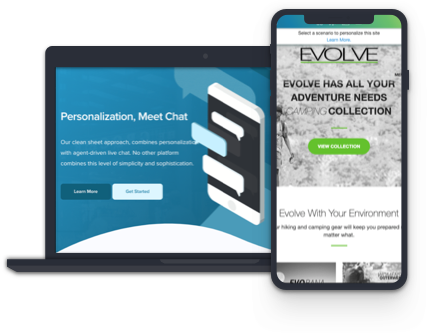 Personalization, Meet Chat
Our clean sheet approach, combines personalization
with agent-driven live chat. No other platform
combines this level of simplicity and sophistication.
Learn More
Get Started
Select a scenario to personalize this site
Learn More.
EVOLVE
EVOLVE HAS ALL YOUR
ADVENTURE NEEDS
CAMPING COLLECTION
VIEW COLLECTION
Evolve With Your Environment
r hiking and camping gear will keep you prepared
matter what.